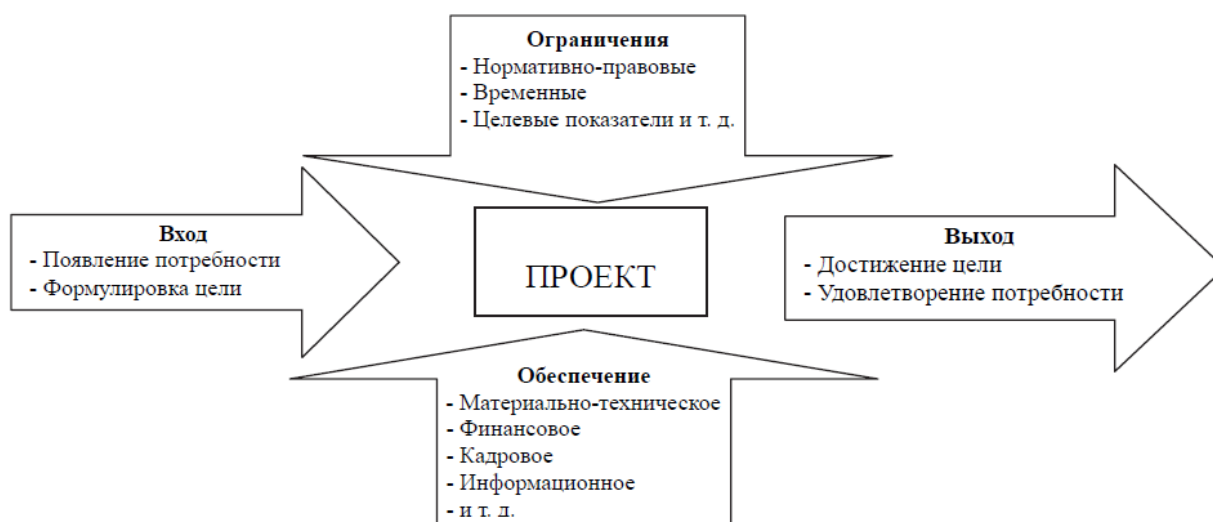 Ограничения
- Нормативно-правовые
- Временные
- Целевые показатели и т. д.
Вход
- Появление потребности
- Формулировка цели
ПРОЕКТ
Выход
- Достижение цели
- Удовлетворение потребности
Обеспечение
- Материально-техническое
- Финансовое
- Кадровое
- Информационное
- и т. д.